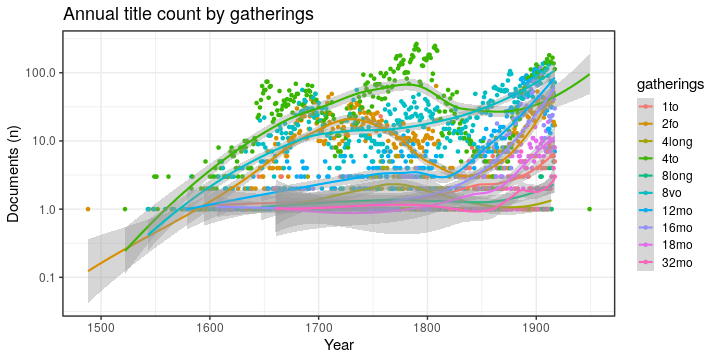 Annual title count by gatherings
100.0
10.0
1.0
0.1
Documents (n)
1500
1600
1700
1800
1900
Year
gatherings
1to
2fo
4long
4to
8long
8vo
12mo
16mo
18mo
32mo